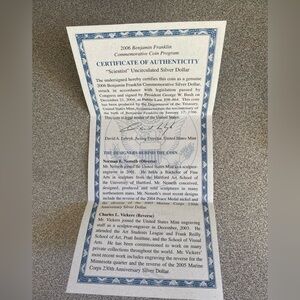 2006 Benjamin Franklin
Commemorative Coin Program
CERTIFICATE OF AUTHENTICITY
"Scientist" Uncirculated Silver Dollar
The undersigned hereby certifies this coin as a genuine
2006 Benjamin Franklin Commemorative Silver Dollar,
struck in accordance with legislation passed by
Congress and signed by President George W. Bush on
December 21, 2004, as Public Law 108-464. This coin
has been produced by the Department of the Treasury,
United States Mint,
birth of Benjamin Franklin on January 17, 1706.
This coin is legal tender of the United States.
David A. Lebryk, Acting Director, United States Mint
THE DESIGNERS BEHIND THE COIN
Norman E. Nemeth (Obverse)
Mr. Nemeth joined the United States Mint as a sculptor-
engraver in 2001. He holds a Bachelor of Fine
Arts in sculpture from the Hartford Art School of
the University of Hartford. Mr. Nemeth conceived,
designed, produced and sold sculptures in many
northeastern states. Mr. Nemeth's most recent designs
include the reverse of the 2004 Peace Medal nickel and
the obverse of the 2005 Marine Corps 230th Anniversary
Silver Dollar.
Charles L. Vickers (Reverse)
Mr. Vickers joined the United States Mint engraving
staff as a sculptor-engraver in December, 2003. He
attended the Art Students League and Frank Reilly
School of Art, Pratt Institute, and the School of Visual
Arts. He has been commissioned to work on many
private collections throughout the world. Mr. Vickers'
most recent work includes engraving the reverse for the
Minnesota quarter and the reverse of the 2005 Marine
Corps 230th Anniversary Silver Dollar.